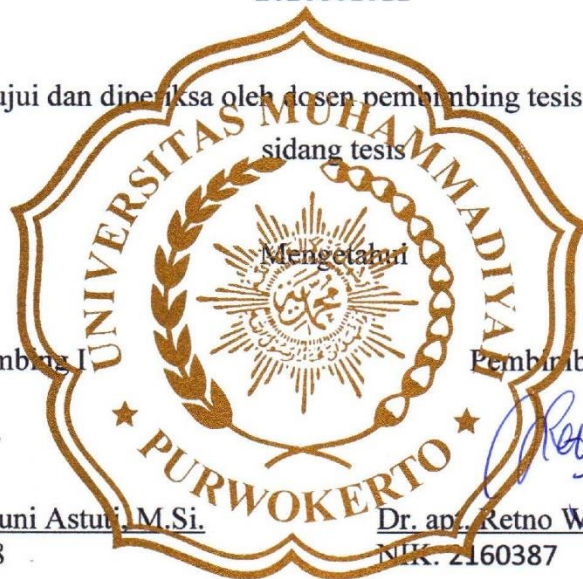 ujui dan diperiksa oleh dosen pembimbing tesis
sidang tesis
UNIVERSITAS MUHAMMADIYAH
Mengetahui
mbing I Pembimb
PURWOKERTO
uni Astuti, M.Si. Dr. apt. Retno W
8 NIK. 2160387